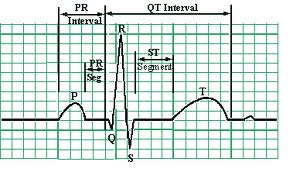 PR QT Interval
Interval
R
PR
Seg
ST
Segment
P
T
Q
S